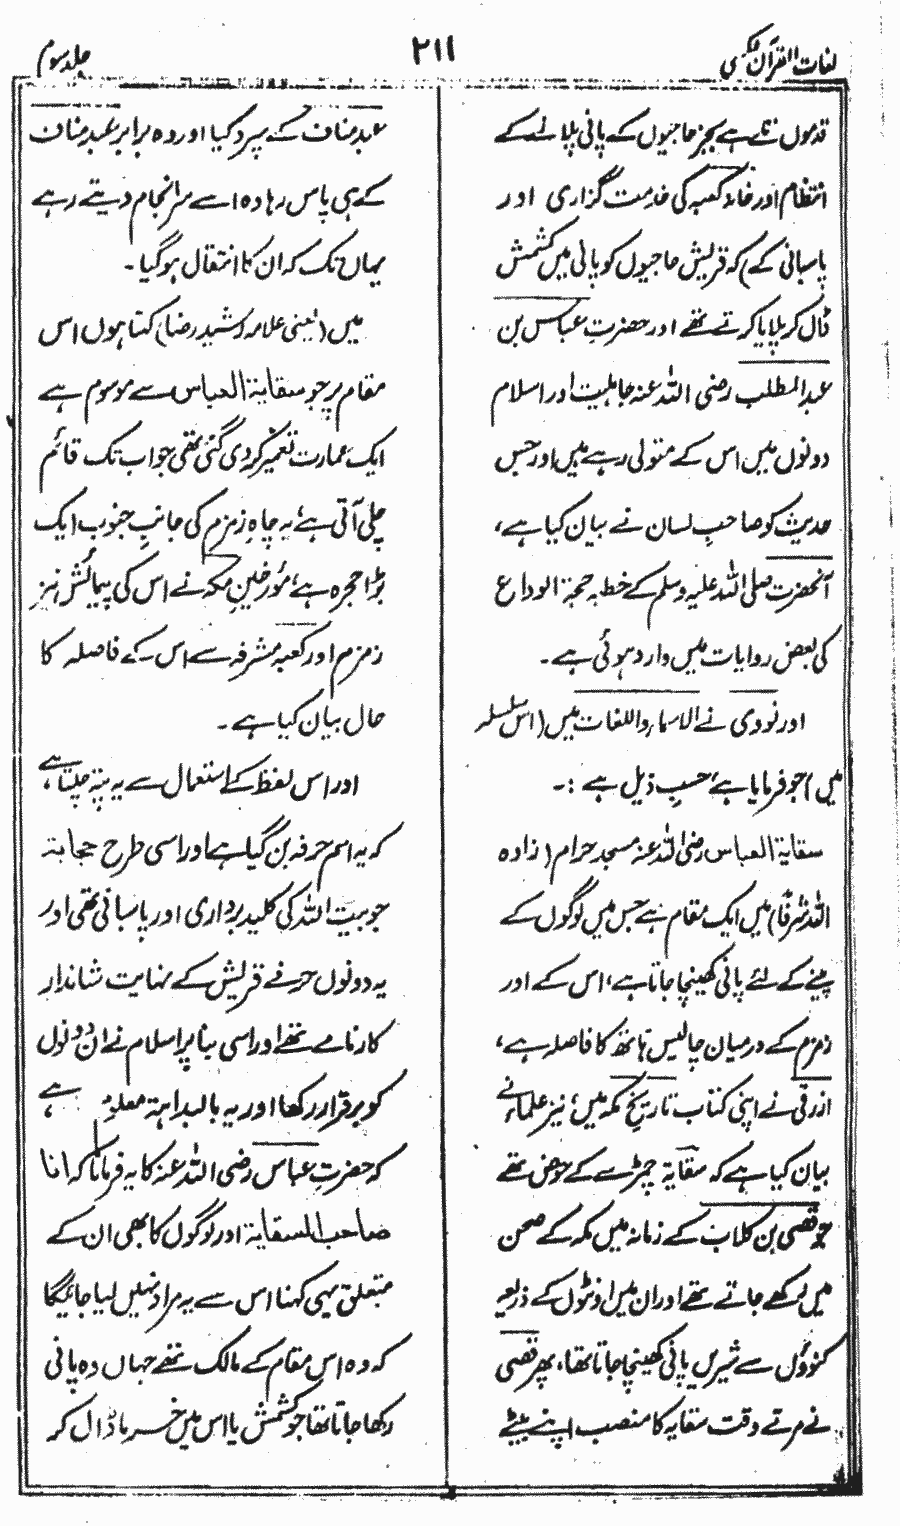 لغات القرآن مکمل
۲۱۱
جلد سوم
قدموں تلے ہے بجز حاجیوں کے پانی پلانے کے
انتظام اور خانہ کعبہ کی خدمت گزاری اور
پاسبانی کے) کہ قریش حاجیوں کو پانی میں کشمش
ڈال کر پلایا کرتے تھے اور حضرت عباس بن
عبدالمطلب رضی اللہ عنہ جاہلیت اور اسلام
دونوں میں اس کے متولی رہے ہیں اور جس
حدیث کو صاحبِ لسان نے بیان کیا ہے،
آنحضرت صلی اللہ علیہ وسلم کے خطبہ حجۃ الوداع
کی بعض روایات میں وارد ہوئی ہے۔
اور نووی نے الاسماء واللغات میں (اس سلسلہ
میں) جو فرمایا ہے، حسبِ ذیل ہے :۔
سقایۃ العباس رضی اللہ عنہ مسجد حرام (زادہ
اللہ شرفًا) میں ایک مقام ہے جس میں لوگوں کے
پینے کے لئے پانی کھینچا جاتا ہے، اس کے اور
زمزم کے درمیان چالیس ہاتھ کا فاصلہ ہے،
ازرقی نے اپنی کتاب تاریخ مکہ میں، نیز علماء نے
بیان کیا ہے کہ سقایۃ چمڑے کے حوض تھے
جو قصی بن کلاب کے زمانہ میں مکہ کے صحن
میں رکھے جاتے تھے اور ان میں اونٹوں کے ذریعہ
کنوؤں سے شیریں پانی کھینچا جاتا تھا، پھر قصی
نے مرتے وقت سقایہ کا منصب اپنے بیٹے
عبد مناف کے سپرد کیا اور وہ برابر عبد مناف
کے ہی پاس رہا وہ اسے سرانجام دیتے رہے
یہاں تک کہ ان کا انتقال ہوگیا۔
میں (یعنی علامہ رشید رضا) کہتا ہوں اس
مقام پر جو سقایۃ العباس سے موسوم ہے
ایک عمارت تعمیر کر دی گئی تھی جو اب تک قائم
چلی آتی ہے، یہ چاہِ زمزم کی جانبِ جنوب ایک
بڑا حجرہ ہے، مؤرخینِ مکہ نے اس کی پیمائش نیز
زمزم اور کعبہ مشرفہ سے اس کے فاصلہ کا
حال بیان کیا ہے۔
اور اس لفظ کے استعمال سے یہ پتہ چلتا ہے،
کہ یہ اسم حرفہ بن گیا ہے اور اسی طرح حجابۃ
جو بیت اللہ کی کلید برداری اور پاسبانی تھی اور
یہ دونوں حرفے قریش کے نہایت شاندار
کارنامے تھے اور اسی بنا پر اسلام نے ان دونوں
کو برقرار رکھا اور یہ بالبداہتہ معلوم ہے،
کہ حضرت عباس رضی اللہ عنہ کا یہ فرمانا کہ انا
صاحب السقایۃ اور لوگوں کا بھی ان کے
متعلق یہی کہنا اس سے یہ مراد نہیں لیا جائیگا
کہ وہ اس مقام کے مالک تھے جہاں وہ پانی
رکھا جاتا تھا جو کشمش یا اس میں خرما ڈال کر